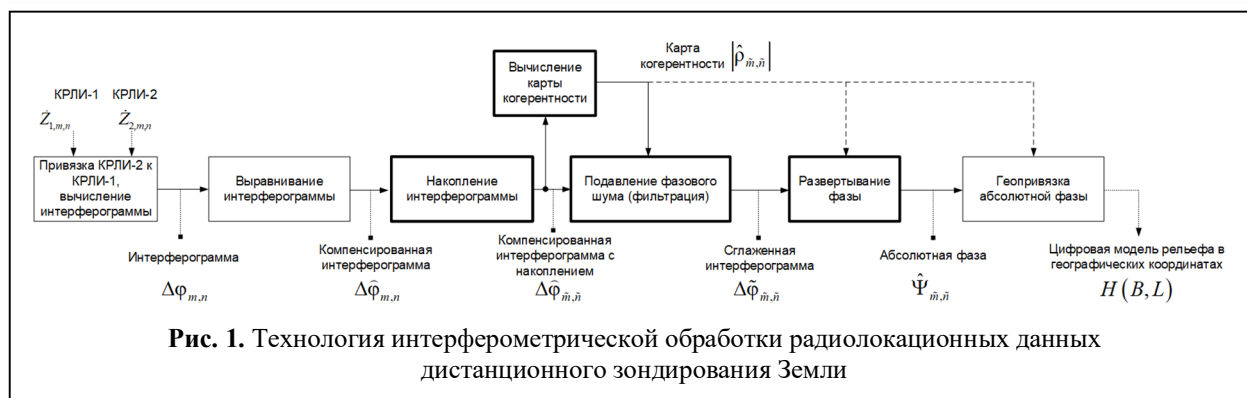 Вычисление
карты
когерентности
Карта
когерентности |ρ̂ₘ̃,ₙ̃|
КРЛИ-1 КРЛИ-2
Ż₁,ₘ,ₙ Ż₂,ₘ,ₙ
Привязка КРЛИ-2 к
КРЛИ-1,
вычисление
интерферограммы
Выравнивание
интерферограммы
Накопление
интерферограммы
Подавление фазового
шума (фильтрация)
Развертывание
фазы
Геопривязка
абсолютной фазы
Интерферограмма
Δφₘ,ₙ
Компенсированная
интерферограмма
Δφ̂ₘ,ₙ
Компенсированная
интерферограмма с
накоплением
Δφ̂ₘ̃,ₙ̃
Сглаженная
интерферограмма
Δφ̃ₘ̃,ₙ̃
Абсолютная фаза
Ψ̂ₘ̃,ₙ̃
Цифровая модель рельефа в
географических координатах
H(B, L)
Рис. 1. Технология интерферометрической обработки радиолокационных данных
дистанционного зондирования Земли